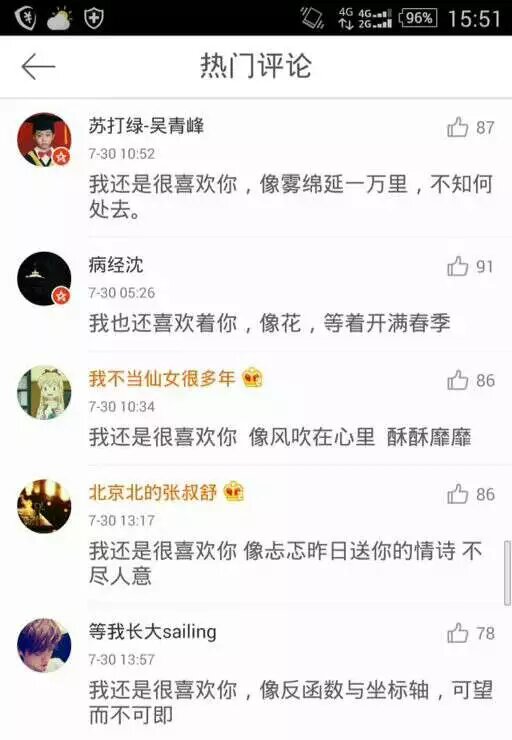 4G 4G 2G 96% 15:51
热门评论
苏打绿-吴青峰 87
7-30 10:52
我还是很喜欢你，像雾绵延一万里，不知何
处去。
病经沈 91
7-30 05:26
我也还喜欢着你，像花，等着开满春季
我不当仙女很多年 86
7-30 10:34
我还是很喜欢你 像风吹在心里 酥酥靡靡
北京北的张叔舒 86
7-30 13:17
我还是很喜欢你 像忐忑昨日送你的情诗 不
尽人意
等我长大sailing 78
7-30 13:57
我还是很喜欢你，像反函数与坐标轴，可望
而不可即